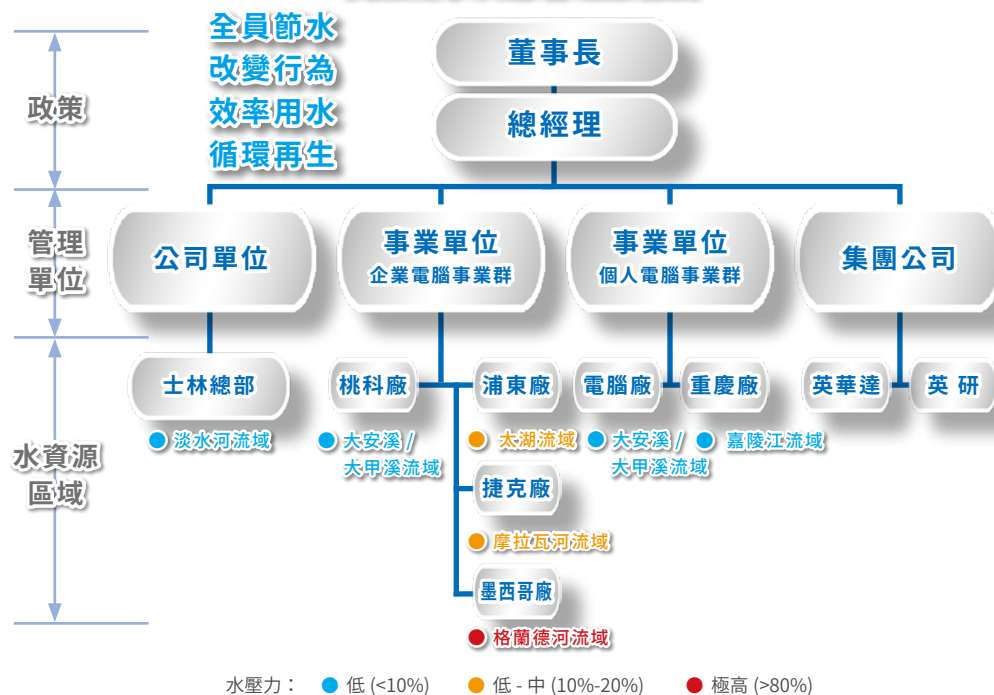 全員節水
改變行為
效率用水
循環再生
董事長
總經理
政策
管理
單位
公司單位
事業單位
企業電腦事業群
事業單位
個人電腦事業群
集團公司
水資源
區域
士林總部
淡水河流域
桃科廠
大安溪 /
大甲溪流域
浦東廠
太湖流域
捷克廠
摩拉瓦河流域
墨西哥廠
格蘭德河流域
電腦廠
大安溪 /
大甲溪流域
重慶廠
嘉陵江流域
英華達
英 研
水壓力： 低 (<10%) 低 - 中 (10%-20%) 極高 (>80%)